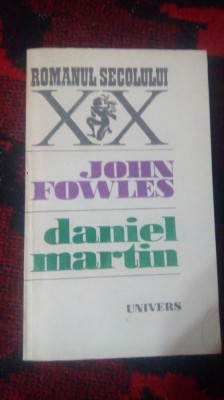 ROMANUL SECOLULUI
XX
JOHN
FOWLES
daniel
martin
UNIVERS